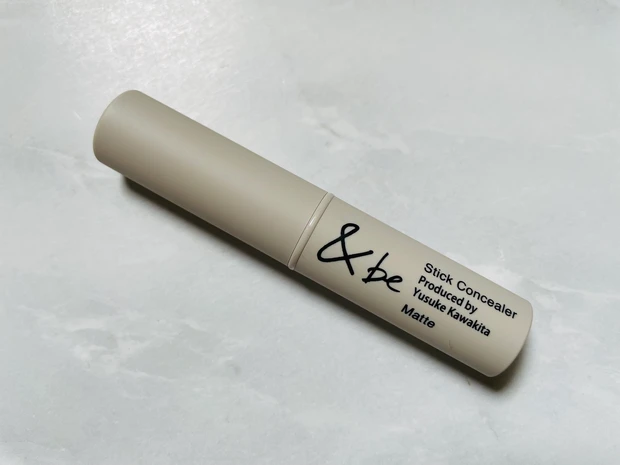 &be
Stick Concealer
Produced by
Yusuke Kawakita
Matte